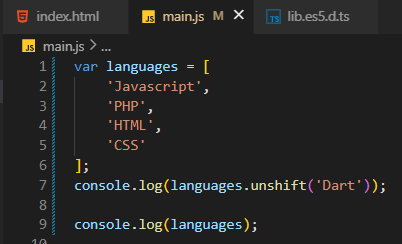 index.html main.js M lib.es5.d.ts
JS main.js > ...
1 var languages = [
2     'Javascript',
3     'PHP',
4     'HTML',
5     'CSS'
6 ];
7 console.log(languages.unshift('Dart'));
8
9 console.log(languages);
10